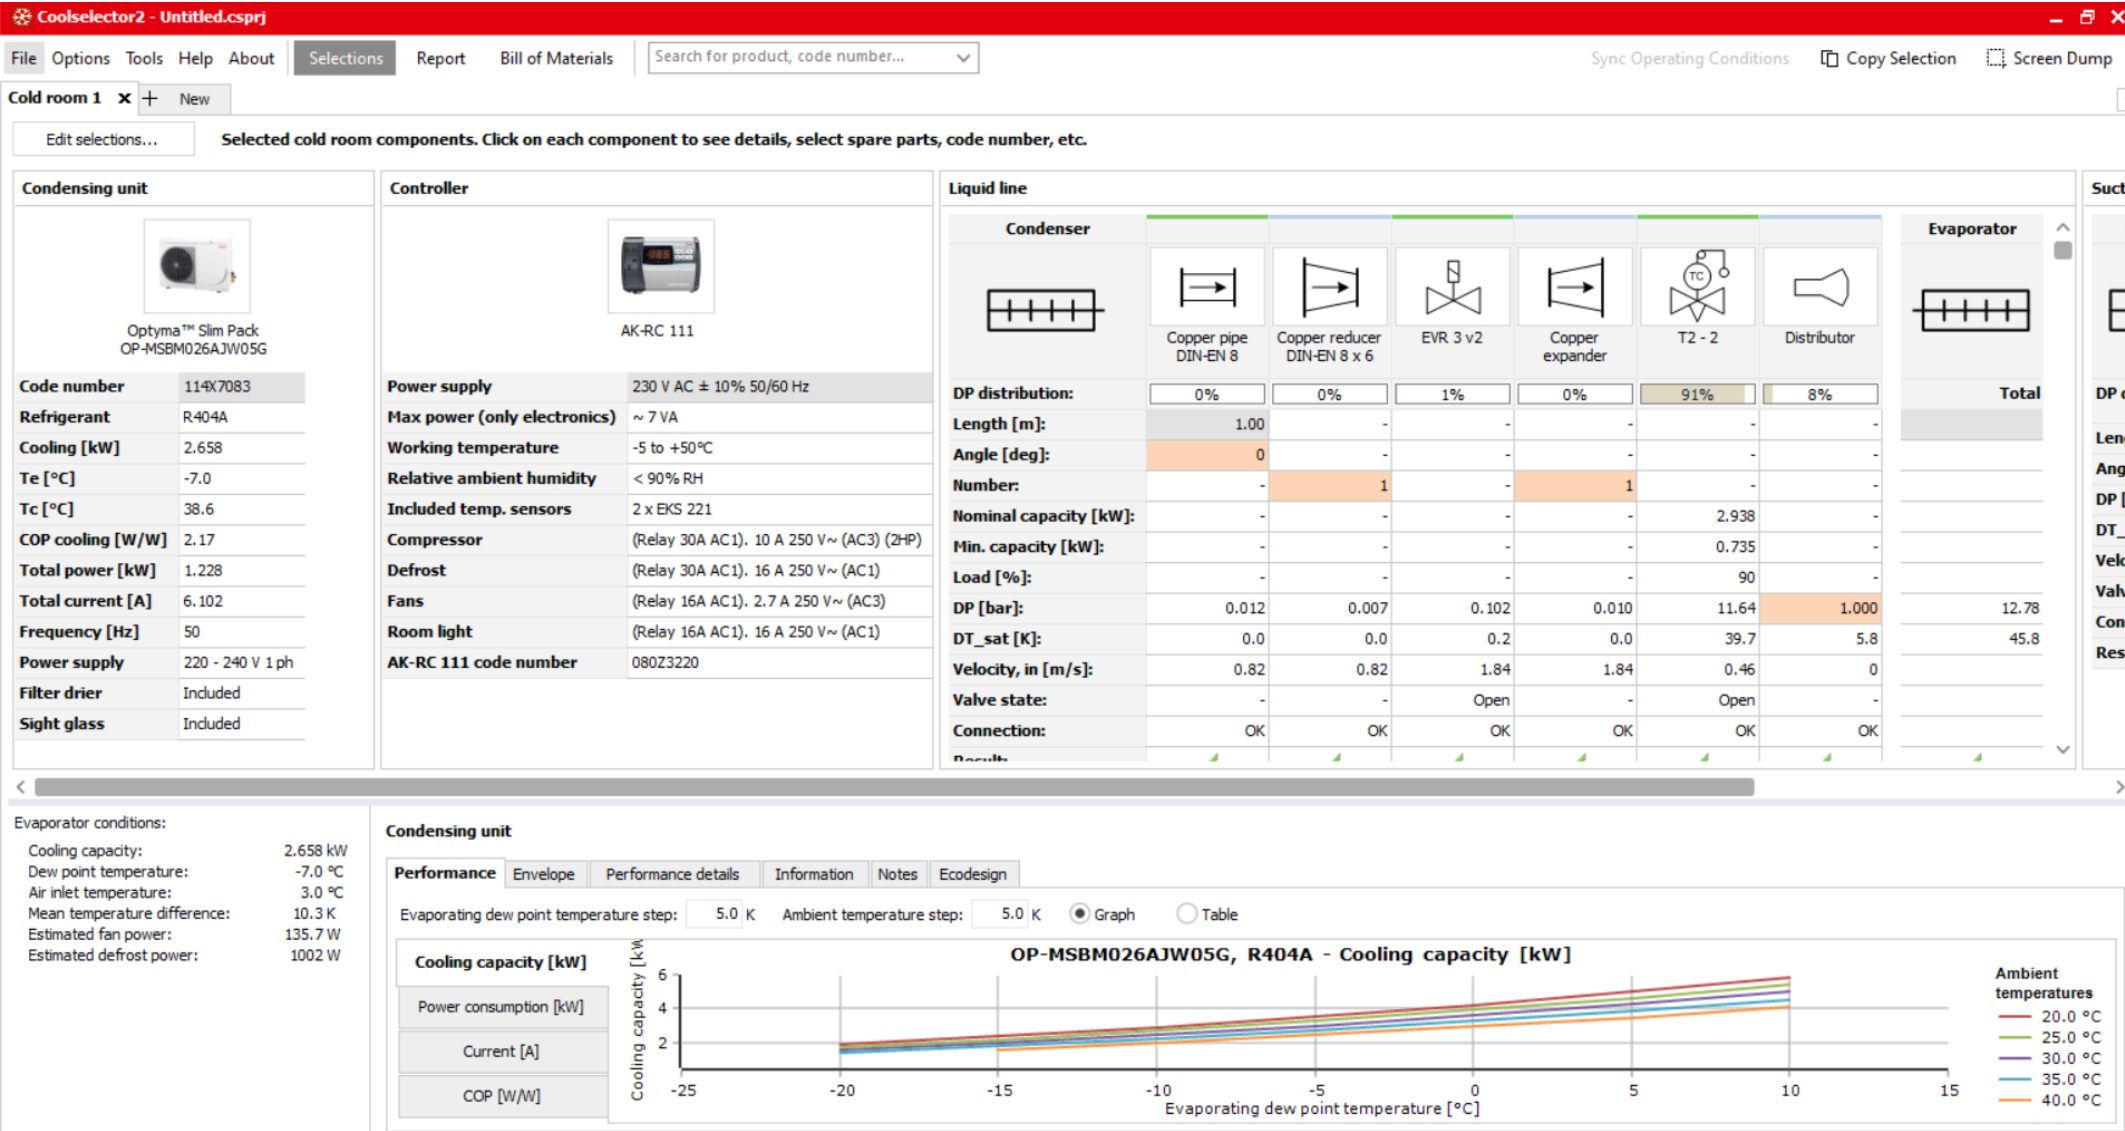 Coolselector2 - Untitled.csprj
File Options Tools Help About Selections Report Bill of Materials Search for product, code number... Sync Operating Conditions Copy Selection Screen Dump
Cold room 1 x + New
Edit selections... Selected cold room components. Click on each component to see details, select spare parts, code number, etc.
Condensing unit
Optyma™ Slim Pack
OP-MSBM026AJW05G
Code number 114X7083
Refrigerant R404A
Cooling [kW] 2.658
Te [°C] -7.0
Tc [°C] 38.6
COP cooling [W/W] 2.17
Total power [kW] 1.228
Total current [A] 6.102
Frequency [Hz] 50
Power supply 220 - 240 V 1 ph
Filter drier Included
Sight glass Included
Controller
AK-RC 111
Power supply 230 V AC ± 10% 50/60 Hz
Max power (only electronics) ~ 7 VA
Working temperature -5 to +50°C
Relative ambient humidity < 90% RH
Included temp. sensors 2 x EKS 221
Compressor (Relay 30A AC1). 10 A 250 V~ (AC3) (2HP)
Defrost (Relay 30A AC1). 16 A 250 V~ (AC1)
Fans (Relay 16A AC1). 2.7 A 250 V~ (AC3)
Room light (Relay 16A AC1). 16 A 250 V~ (AC1)
AK-RC 111 code number 080Z3220
Liquid line
Condenser Evaporator
TC
Copper pipe Copper reducer EVR 3 v2 Copper T2 - 2 Distributor
DIN-EN 8 DIN-EN 8 x 6 expander
DP distribution: 0% 0% 1% 0% 91% 8% Total
Length [m]: 1.00 - - - - -
Angle [deg]: 0 - - - - -
Number: - 1 - 1 - -
Nominal capacity [kW]: - - - - 2.938 -
Min. capacity [kW]: - - - - 0.735 -
Load [%]: - - - - 90 -
DP [bar]: 0.012 0.007 0.102 0.010 11.64 1.000 12.78
DT_sat [K]: 0.0 0.0 0.2 0.0 39.7 5.8 45.8
Velocity, in [m/s]: 0.82 0.82 1.84 1.84 0.46 0
Valve state: - - Open - Open -
Connection: OK OK OK OK OK OK
Result:
Suct
DP
Len
Ang
DP [
DT_
Velo
Valv
Con
Res
Evaporator conditions:
Cooling capacity: 2.658 kW
Dew point temperature: -7.0 °C
Air inlet temperature: 3.0 °C
Mean temperature difference: 10.3 K
Estimated fan power: 135.7 W
Estimated defrost power: 1002 W
Condensing unit
Performance Envelope Performance details Information Notes Ecodesign
Evaporating dew point temperature step: 5.0 K Ambient temperature step: 5.0 K Graph Table
Cooling capacity [kW]
Power consumption [kW]
Current [A]
COP [W/W]
OP-MSBM026AJW05G, R404A - Cooling capacity [kW]
Cooling capacity [kW
6
4
2
-25 -20 -15 -10 -5 0 5 10 15
Evaporating dew point temperature [°C]
Ambient
temperatures
20.0 °C
25.0 °C
30.0 °C
35.0 °C
40.0 °C